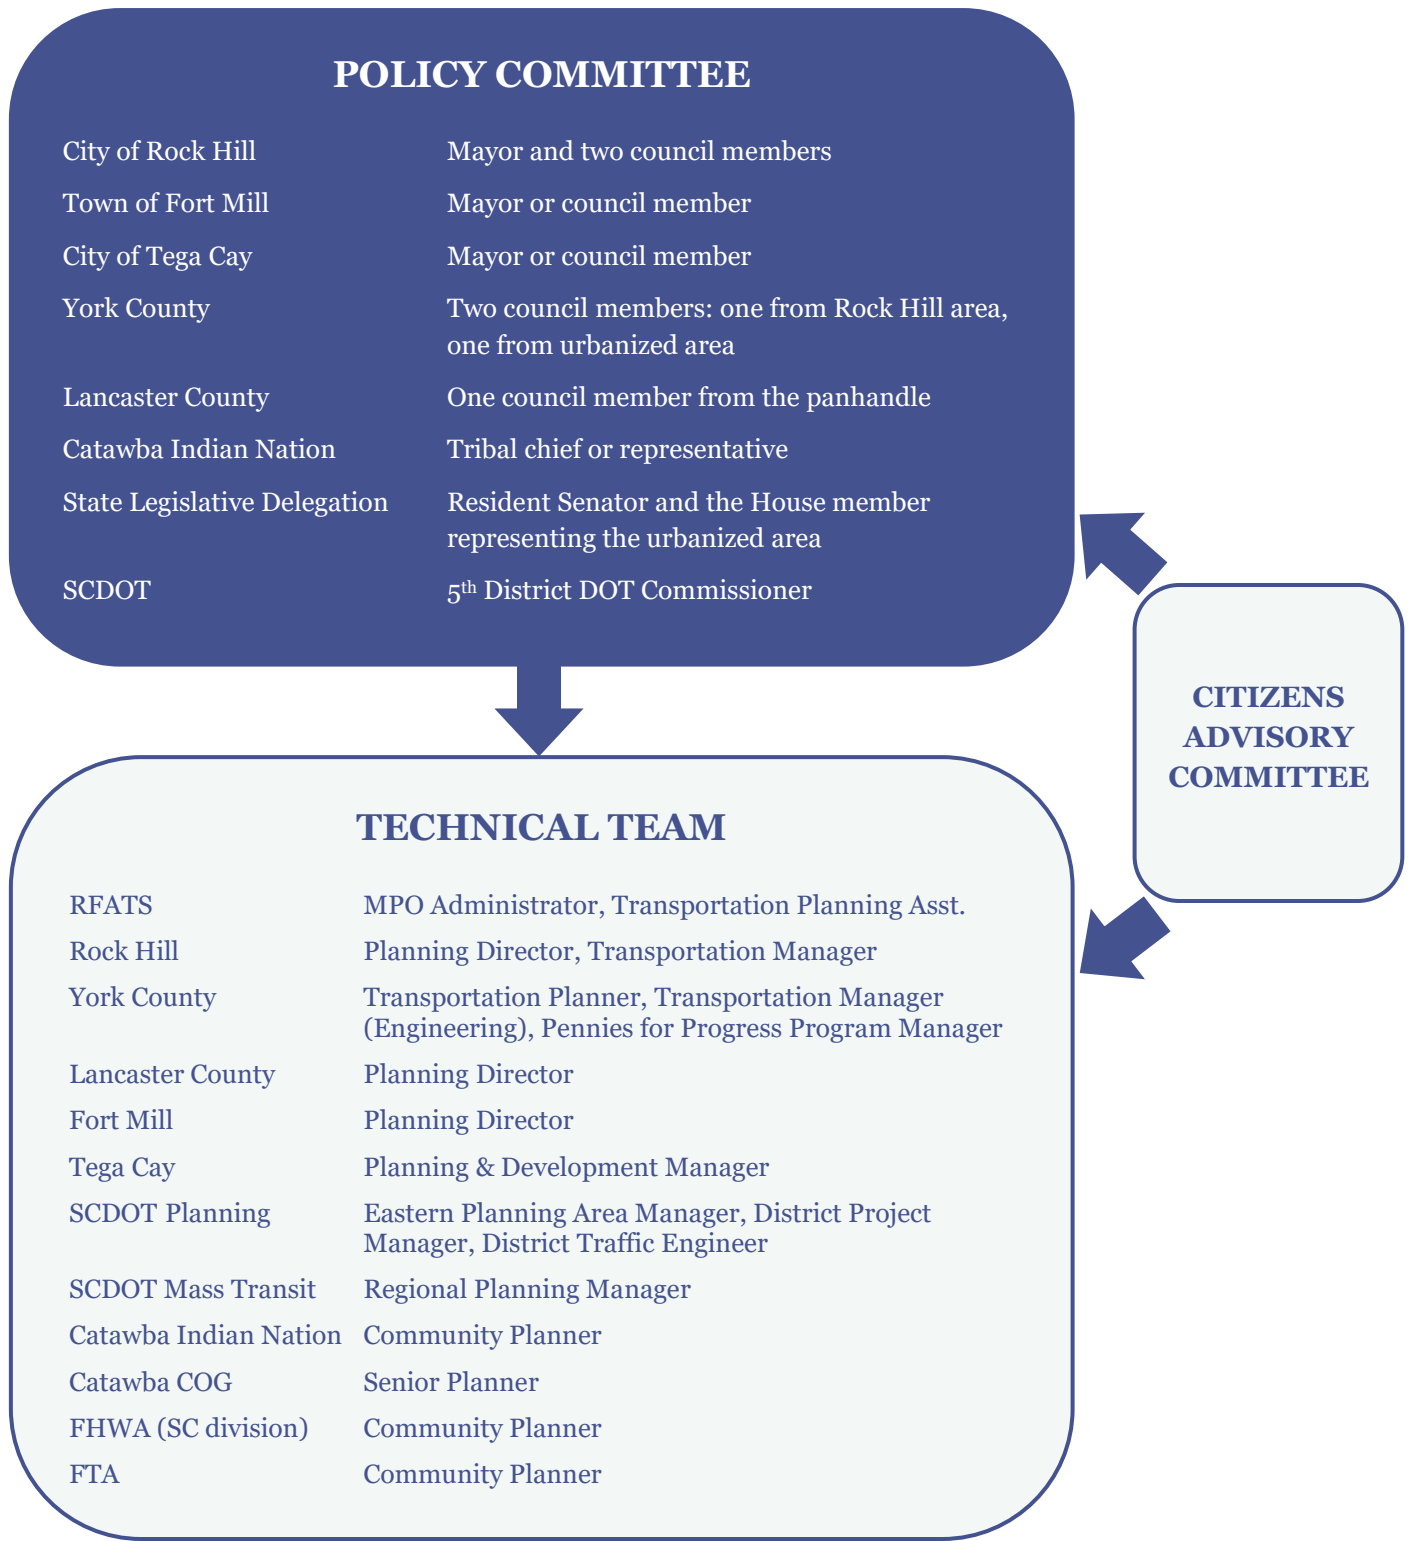 POLICY COMMITTEE
City of Rock Hill Mayor and two council members
Town of Fort Mill Mayor or council member
City of Tega Cay Mayor or council member
York County Two council members: one from Rock Hill area,
one from urbanized area
Lancaster County One council member from the panhandle
Catawba Indian Nation Tribal chief or representative
State Legislative Delegation Resident Senator and the House member
representing the urbanized area
SCDOT 5th District DOT Commissioner
CITIZENS
ADVISORY
COMMITTEE
TECHNICAL TEAM
RFATS MPO Administrator, Transportation Planning Asst.
Rock Hill Planning Director, Transportation Manager
York County Transportation Planner, Transportation Manager
(Engineering), Pennies for Progress Program Manager
Lancaster County Planning Director
Fort Mill Planning Director
Tega Cay Planning & Development Manager
SCDOT Planning Eastern Planning Area Manager, District Project
Manager, District Traffic Engineer
SCDOT Mass Transit Regional Planning Manager
Catawba Indian Nation Community Planner
Catawba COG Senior Planner
FHWA (SC division) Community Planner
FTA Community Planner